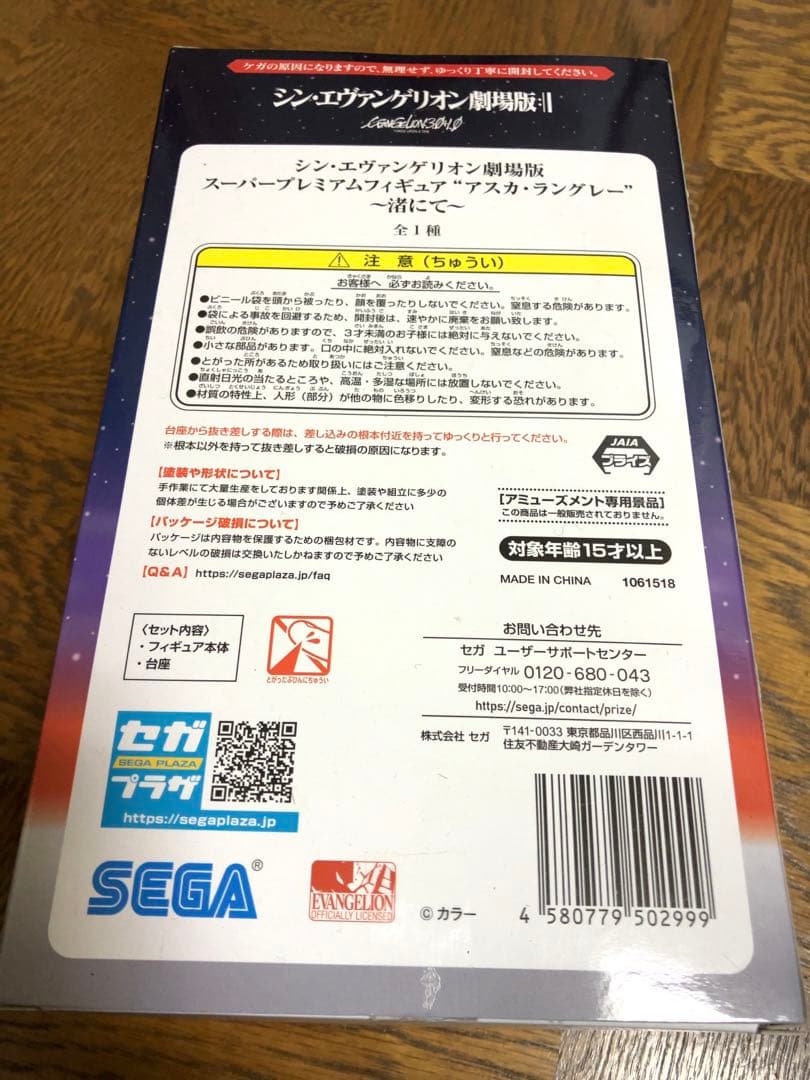 ケガの原因になりますので、無理せず、ゆっくり丁寧に開封してください。
シン・エヴァンゲリオン劇場版:||
EVANGELION:3.0+1.0
シン・エヴァンゲリオン劇場版
スーパープレミアムフィギュア“アスカ・ラングレー”
～渚にて～
全1種
注 意 (ちゅうい)
お客様へ 必ずお読みください。
●ビニール袋を頭から被ったり、顔を覆ったりしないでください。窒息する危険があります。
●袋による事故を回避するため、開封後は、速やかに廃棄をお願い致します。
●誤飲の危険がありますので、3才未満のお子様には絶対に与えないでください。
●小さな部品があります。口の中に絶対入れないでください。窒息などの危険があります。
●とがった所があるため取り扱いにはご注意ください。
●直射日光の当たるところや、高温・多湿な場所には放置しないでください。
●材質の特性上、人形(部分)が他の物に色移りしたり、変形する恐れがあります。
台座から抜き差しする際は、差し込みの根本付近を持ってゆっくりと行ってください。
※根本以外を持って抜き差しすると破損の原因になります。
JAIA
プライズ
【塗装や形状について】
手作業にて大量生産をしております関係上、塗装や組立に多少の
個体差が生じる場合がございますので予めご了承ください
【パッケージ破損について】
パッケージは内容物を保護するための梱包材です。内容物に支障の
ないレベルの破損は交換いたしかねますので予めご了承ください
【Q&A】https://segaplaza.jp/faq
[アミューズメント専用景品]
この商品は一般販売されておりません。
対象年齢15才以上
MADE IN CHINA 1061518
〈セット内容〉
・フィギュア本体
・台座
とがったぶひんにちゅうい
お問い合わせ先
セガ ユーザーサポートセンター
フリーダイヤル 0120-680-043
受付時間10:00～17:00(弊社指定休日を除く)
https://sega.jp/contact/prize/
株式会社 セガ 〒141-0033 東京都品川区西品川1-1-1
住友不動産大崎ガーデンタワー
セガ
SEGA PLAZA
プラザ
https://segaplaza.jp
SEGA®
EVANGELION
OFFICIALLY LICENSED
©カラー
4 580779 502999